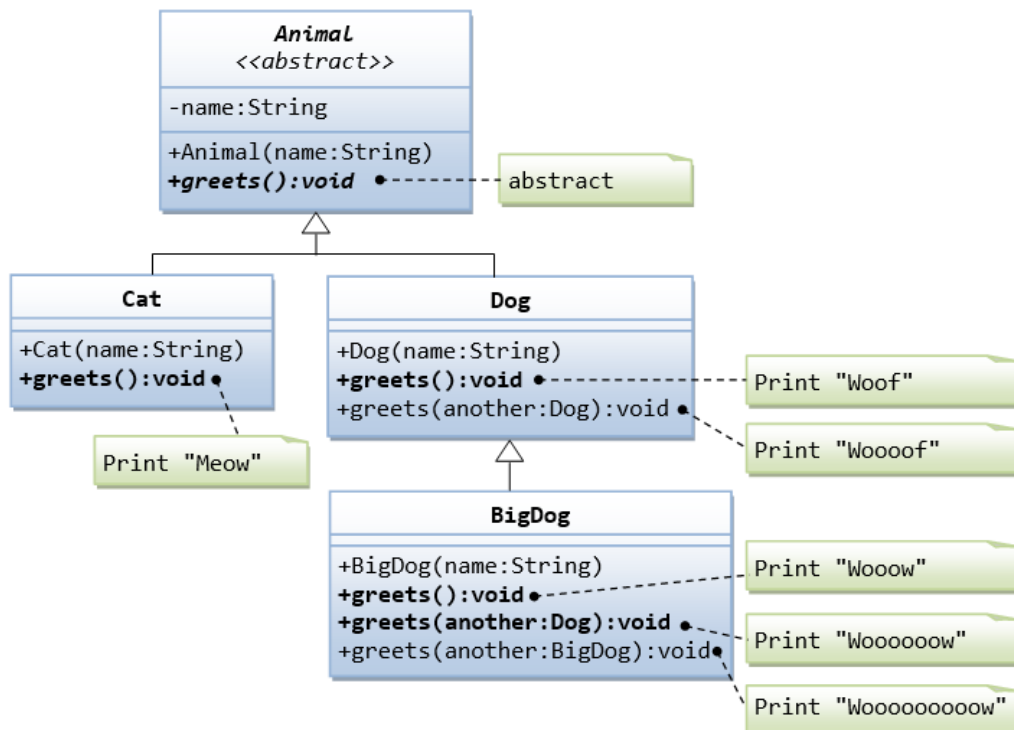 Animal
<<abstract>>
-name:String
+Animal(name:String)
+greets():void
abstract
Cat
+Cat(name:String)
+greets():void
Print "Meow"
Dog
+Dog(name:String)
+greets():void
+greets(another:Dog):void
Print "Woof"
Print "Woooof"
BigDog
+BigDog(name:String)
+greets():void
+greets(another:Dog):void
+greets(another:BigDog):void
Print "Wooow"
Print "Woooooow"
Print "Wooooooooow"